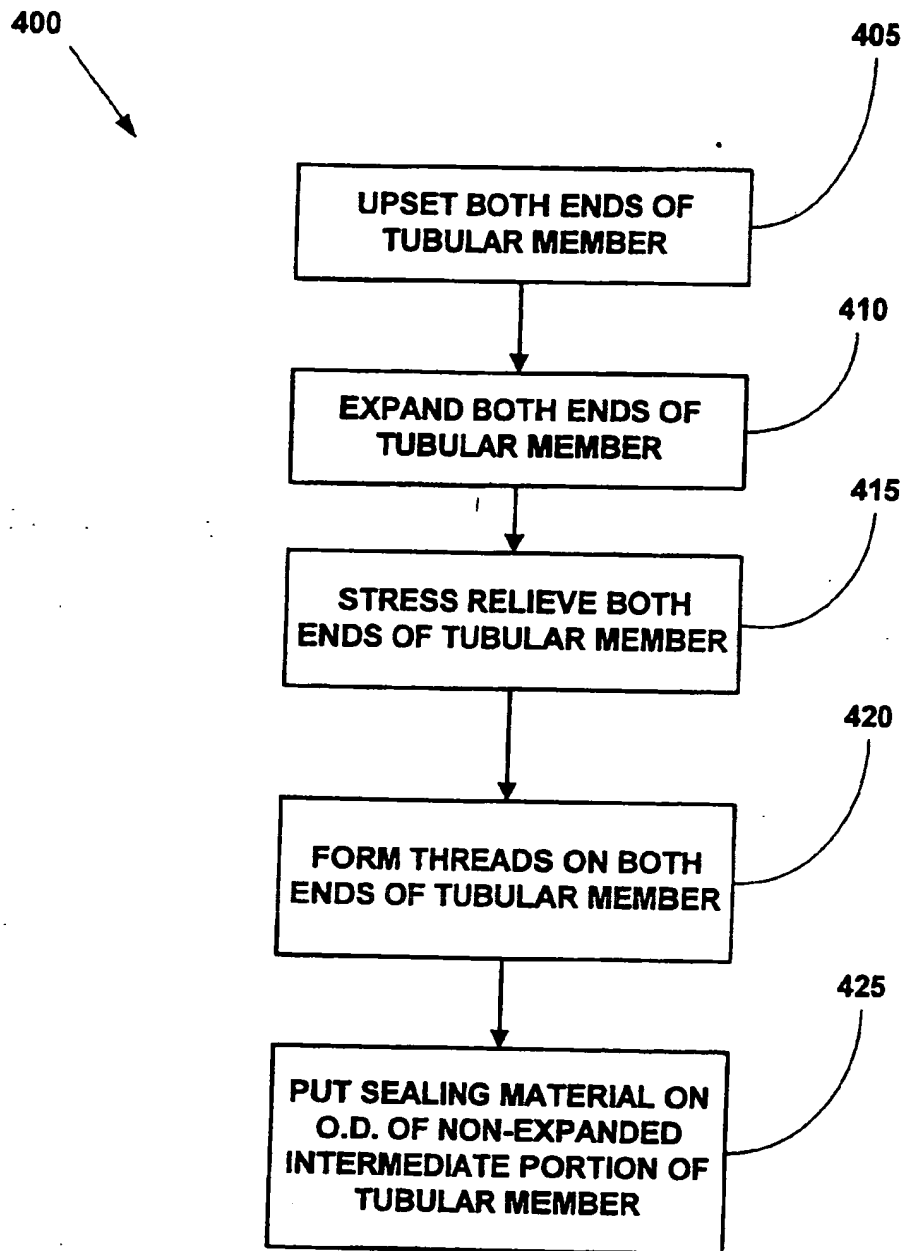 400
405
UPSET BOTH ENDS OF
TUBULAR MEMBER
410
EXPAND BOTH ENDS OF
TUBULAR MEMBER
415
STRESS RELIEVE BOTH
ENDS OF TUBULAR MEMBER
420
FORM THREADS ON BOTH
ENDS OF TUBULAR MEMBER
425
PUT SEALING MATERIAL ON
O.D. OF NON-EXPANDED
INTERMEDIATE PORTION OF
TUBULAR MEMBER